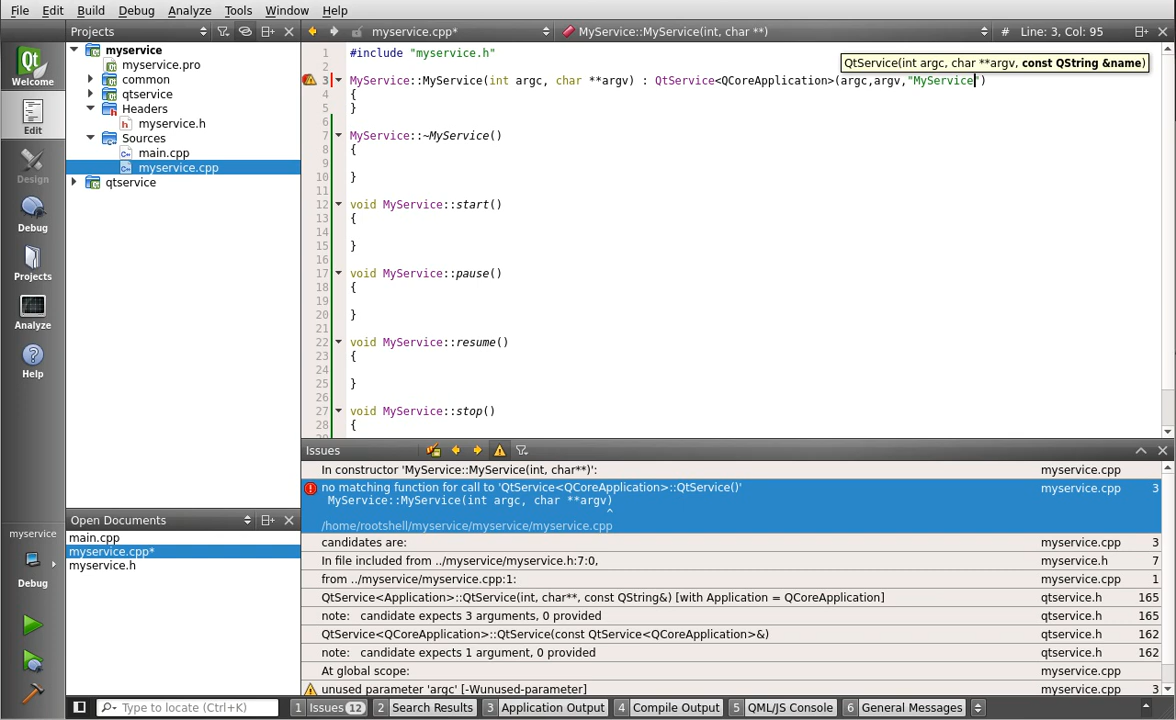 File Edit Build Debug Analyze Tools Window Help
Projects
myservice.cpp*
MyService::MyService(int, char **)
# Line: 3, Col: 95
Qt
Welcome
Edit
Design
Debug
Projects
Analyze
Help
myservice
Debug
myservice
myservice.pro
common
qtservice
Headers
myservice.h
Sources
main.cpp
myservice.cpp
qtservice
Open Documents
main.cpp
myservice.cpp*
myservice.h
1 #include "myservice.h"
2
QtService(int argc, char **argv, const QString &name)
3 MyService::MyService(int argc, char **argv) : QtService<QCoreApplication>(argc,argv,"MyService")
4 {
5 }
6
7 MyService::~MyService()
8 {
9
10 }
11
12 void MyService::start()
13 {
14
15 }
16
17 void MyService::pause()
18 {
19
20 }
21
22 void MyService::resume()
23 {
24
25 }
26
27 void MyService::stop()
28 {
Issues
In constructor 'MyService::MyService(int, char**)': myservice.cpp
no matching function for call to 'QtService<QCoreApplication>::QtService()' myservice.cpp 3
MyService::MyService(int argc, char **argv)
^
/home/rootshell/myservice/myservice/myservice.cpp
candidates are: myservice.cpp 3
In file included from ../myservice/myservice.h:7:0, myservice.h 7
from ../myservice/myservice.cpp:1: myservice.cpp 1
QtService<Application>::QtService(int, char**, const QString&) [with Application = QCoreApplication] qtservice.h 165
note:   candidate expects 3 arguments, 0 provided qtservice.h 165
QtService<QCoreApplication>::QtService(const QtService<QCoreApplication>&) qtservice.h 162
note:   candidate expects 1 argument, 0 provided qtservice.h 162
At global scope: myservice.cpp
unused parameter 'argc' [-Wunused-parameter] myservice.cpp 3
Type to locate (Ctrl+K)
1 Issues 12 2 Search Results 3 Application Output 4 Compile Output 5 QML/JS Console 6 General Messages